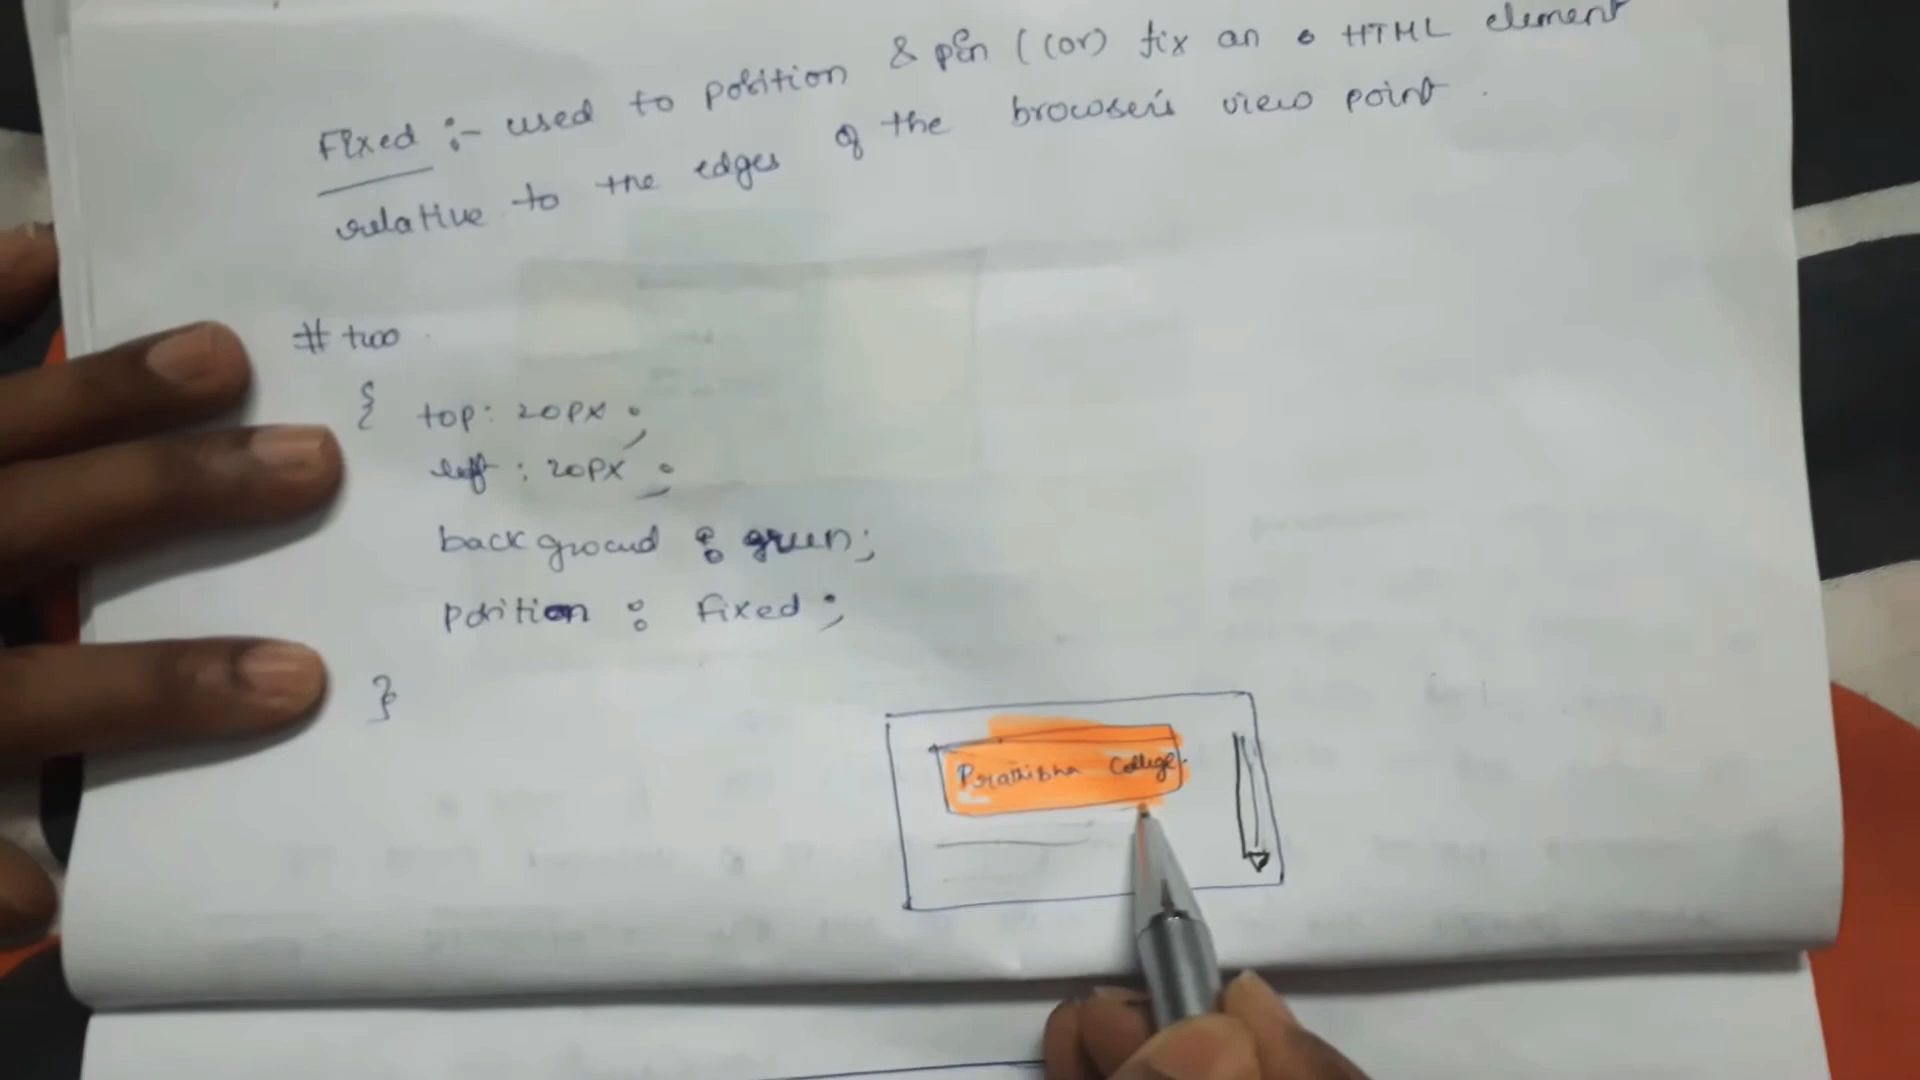 Fixed :- used to position & pin ( (or) fix an HTML element
relative to the edges of the browser's view point .
# two
{ top: 20px ;
left : 20px ;
background : green;
position : fixed ;
}
Prathibha College.